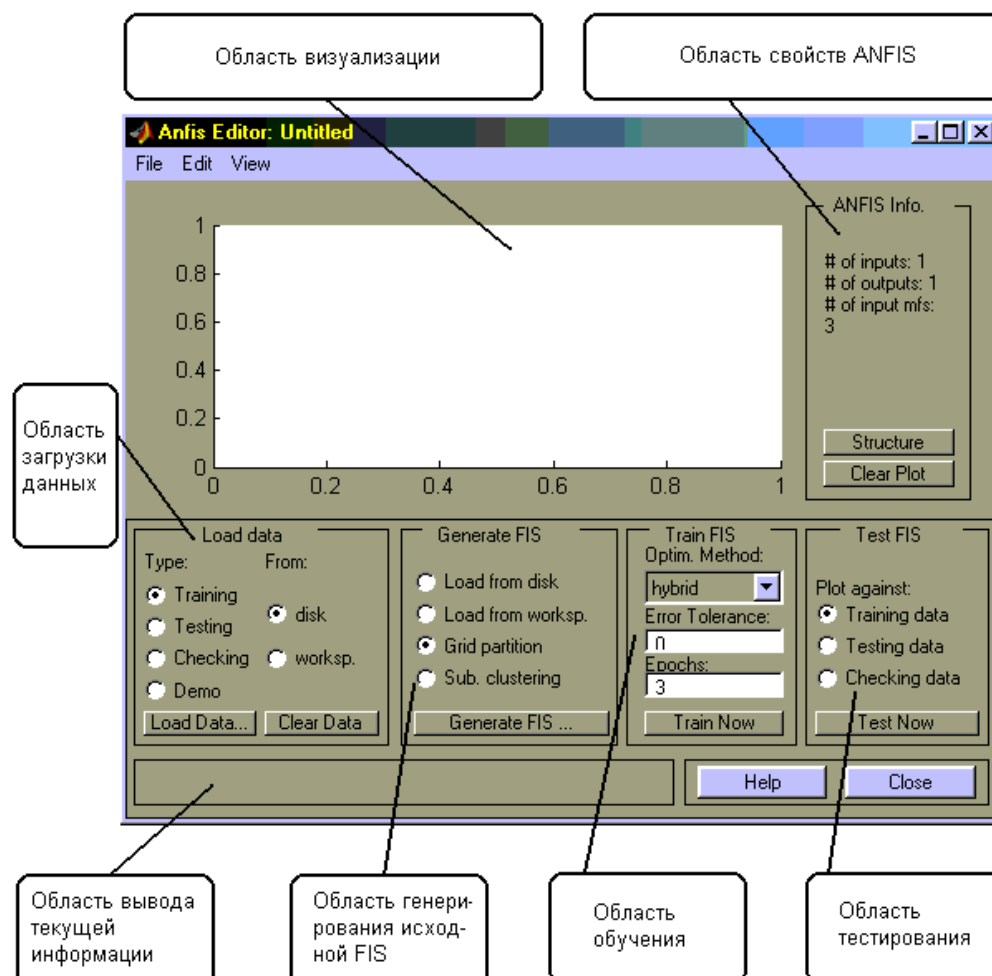 Область визуализации
Область свойств ANFIS
Anfis Editor: Untitled
File Edit View
ANFIS Info.
1
0.8
0.6
0.4
0.2
0
0 0.2 0.4 0.6 0.8 1
# of inputs: 1
# of outputs: 1
# of input mfs:
3
Structure
Clear Plot
Область
загрузки
данных
Load data
Type: From:
Training
Testing
Checking
Demo
disk
worksp.
Load Data... Clear Data
Generate FIS
Load from disk
Load from worksp.
Grid partition
Sub. clustering
Generate FIS ...
Train FIS
Optim. Method:
hybrid
Error Tolerance:
0
Epochs:
3
Train Now
Test FIS
Plot against:
Training data
Testing data
Checking data
Test Now
Help Close
Область вывода
текущей
информации
Область генери-
рования исход-
ной FIS
Область
обучения
Область
тестирования